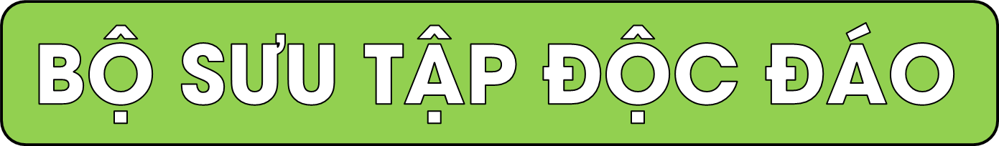 BỘ SƯU TẬP ĐỘC ĐÁO